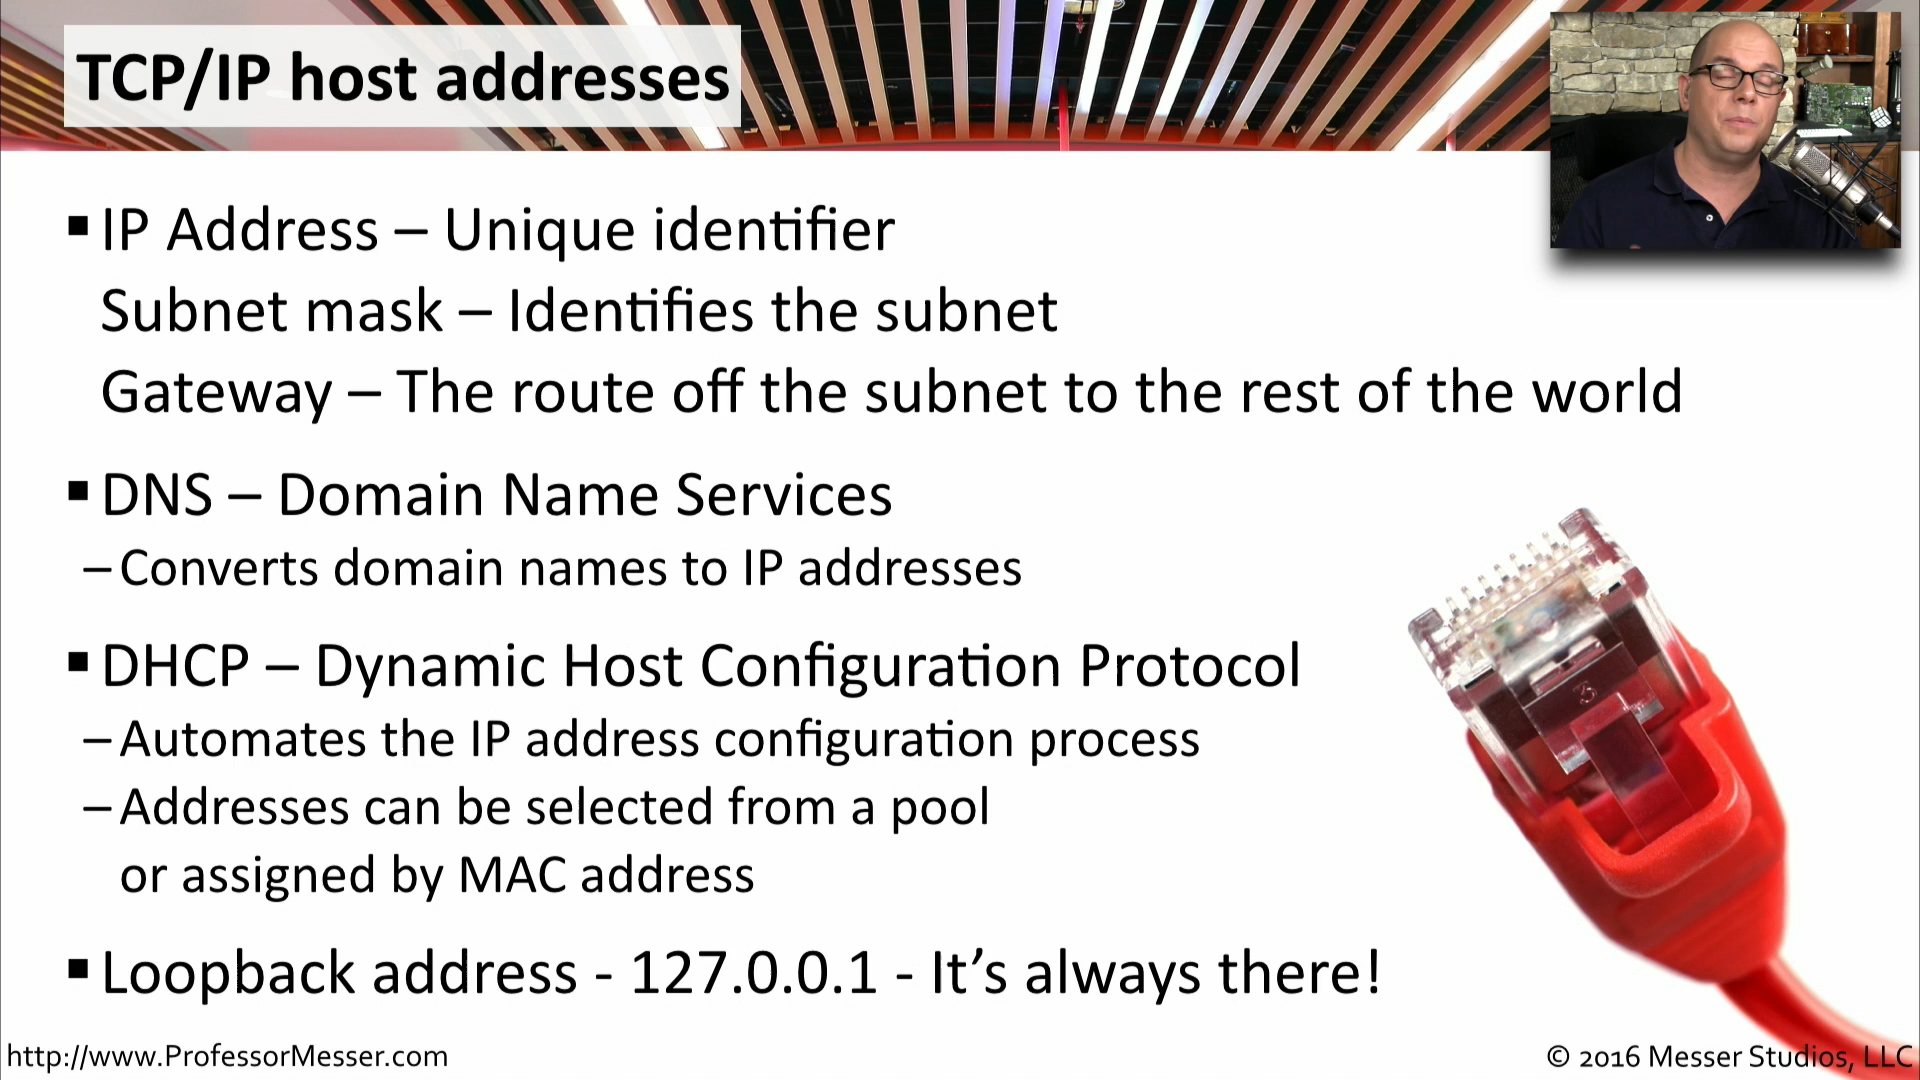 TCP/IP host addresses
▪ IP Address – Unique identifier
Subnet mask – Identifies the subnet
Gateway – The route off the subnet to the rest of the world
▪ DNS – Domain Name Services
– Converts domain names to IP addresses
▪ DHCP – Dynamic Host Configuration Protocol
– Automates the IP address configuration process
– Addresses can be selected from a pool
or assigned by MAC address
▪ Loopback address - 127.0.0.1 - It’s always there!
http://www.ProfessorMesser.com
© 2016 Messer Studios, LLC